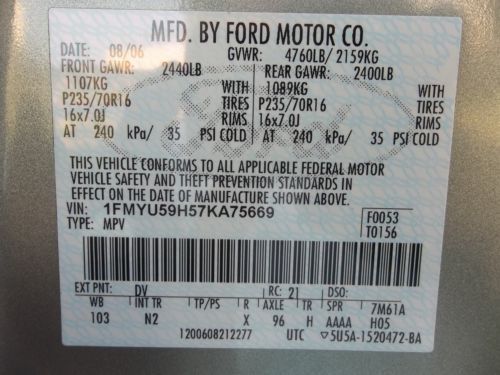 MFD. BY FORD MOTOR CO.
DATE: 08/06 GVWR: 4760LB/ 2159KG
FRONT GAWR: 2440LB REAR GAWR: 2400LB
1107KG WITH 1089KG WITH
P235/70R16 TIRES P235/70R16 TIRES
16x7.0J RIMS 16x7.0J RIMS
AT 240 kPa/ 35 PSI COLD AT 240 kPa/ 35 PSI COLD
THIS VEHICLE CONFORMS TO ALL APPLICABLE FEDERAL MOTOR
VEHICLE SAFETY AND THEFT PREVENTION STANDARDS IN
EFFECT ON THE DATE OF MANUFACTURE SHOWN ABOVE.
VIN: 1FMYU59H57KA75669 F0053
TYPE: MPV T0156
EXT PNT: DV RC: 21 DSO:
WB INT TR TP/PS R AXLE TR SPR 7M61A
103 N2 X 96 H AAAA H05
1200608212277 UTC ▽5U5A-1520472-BA